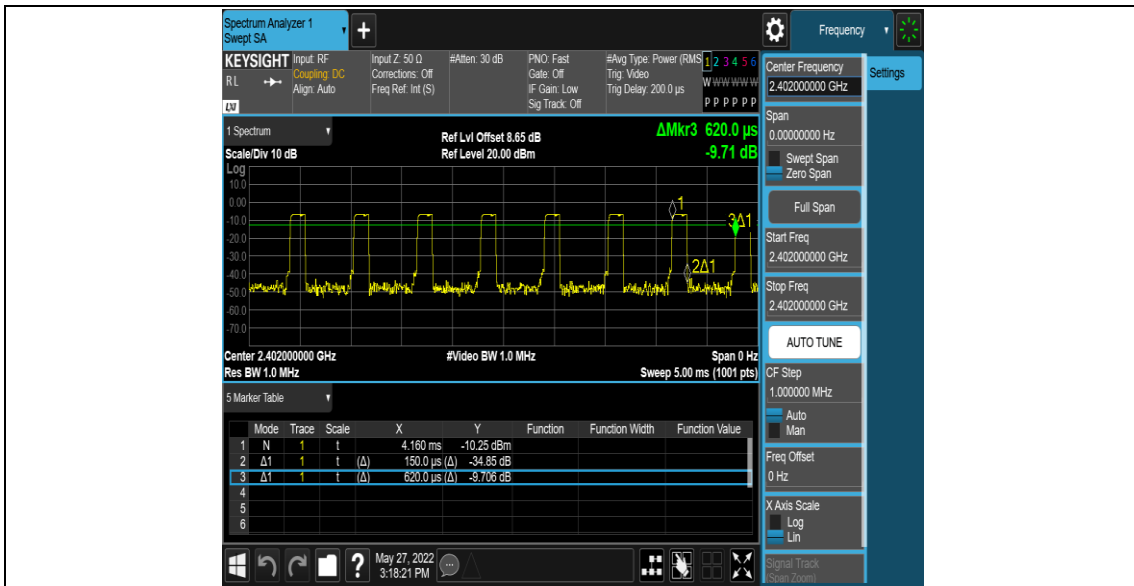 Spectrum Analyzer 1
Swept SA
+
Frequency
KEYSIGHT
RL
LXI
Input: RF
Coupling: DC
Align: Auto
Input Z: 50 Ω
Corrections: Off
Freq Ref: Int (S)
#Atten: 30 dB
PNO: Fast
Gate: Off
IF Gain: Low
Sig Track: Off
#Avg Type: Power (RMS
Trig: Video
Trig Delay: 200.0 µs
1 2 3 4 5 6
W W W W W W
P P P P P P
1 Spectrum
Scale/Div 10 dB
Ref Lvl Offset 8.65 dB
Ref Level 20.00 dBm
ΔMkr3 620.0 µs
-9.71 dB
Log
10.0
0.00
-10.0
-20.0
-30.0
-40.0
-50.0
-60.0
-70.0
1
3Δ1
2Δ1
Center 2.402000000 GHz
#Video BW 1.0 MHz
Span 0 Hz
Res BW 1.0 MHz
Sweep 5.00 ms (1001 pts)
5 Marker Table
Mode Trace Scale X Y Function Function Width Function Value
1 N 1 t 4.160 ms -10.25 dBm
2 Δ1 1 t (Δ) 150.0 µs (Δ) -34.85 dB
3 Δ1 1 t (Δ) 620.0 µs (Δ) -9.706 dB
4
5
6
?
May 27, 2022
3:18:21 PM
Center Frequency
2.402000000 GHz
Settings
Span
0.00000000 Hz
Swept Span
Zero Span
Full Span
Start Freq
2.402000000 GHz
Stop Freq
2.402000000 GHz
AUTO TUNE
CF Step
1.000000 MHz
Auto
Man
Freq Offset
0 Hz
X Axis Scale
Log
Lin
Signal Track
(Span Zoom)